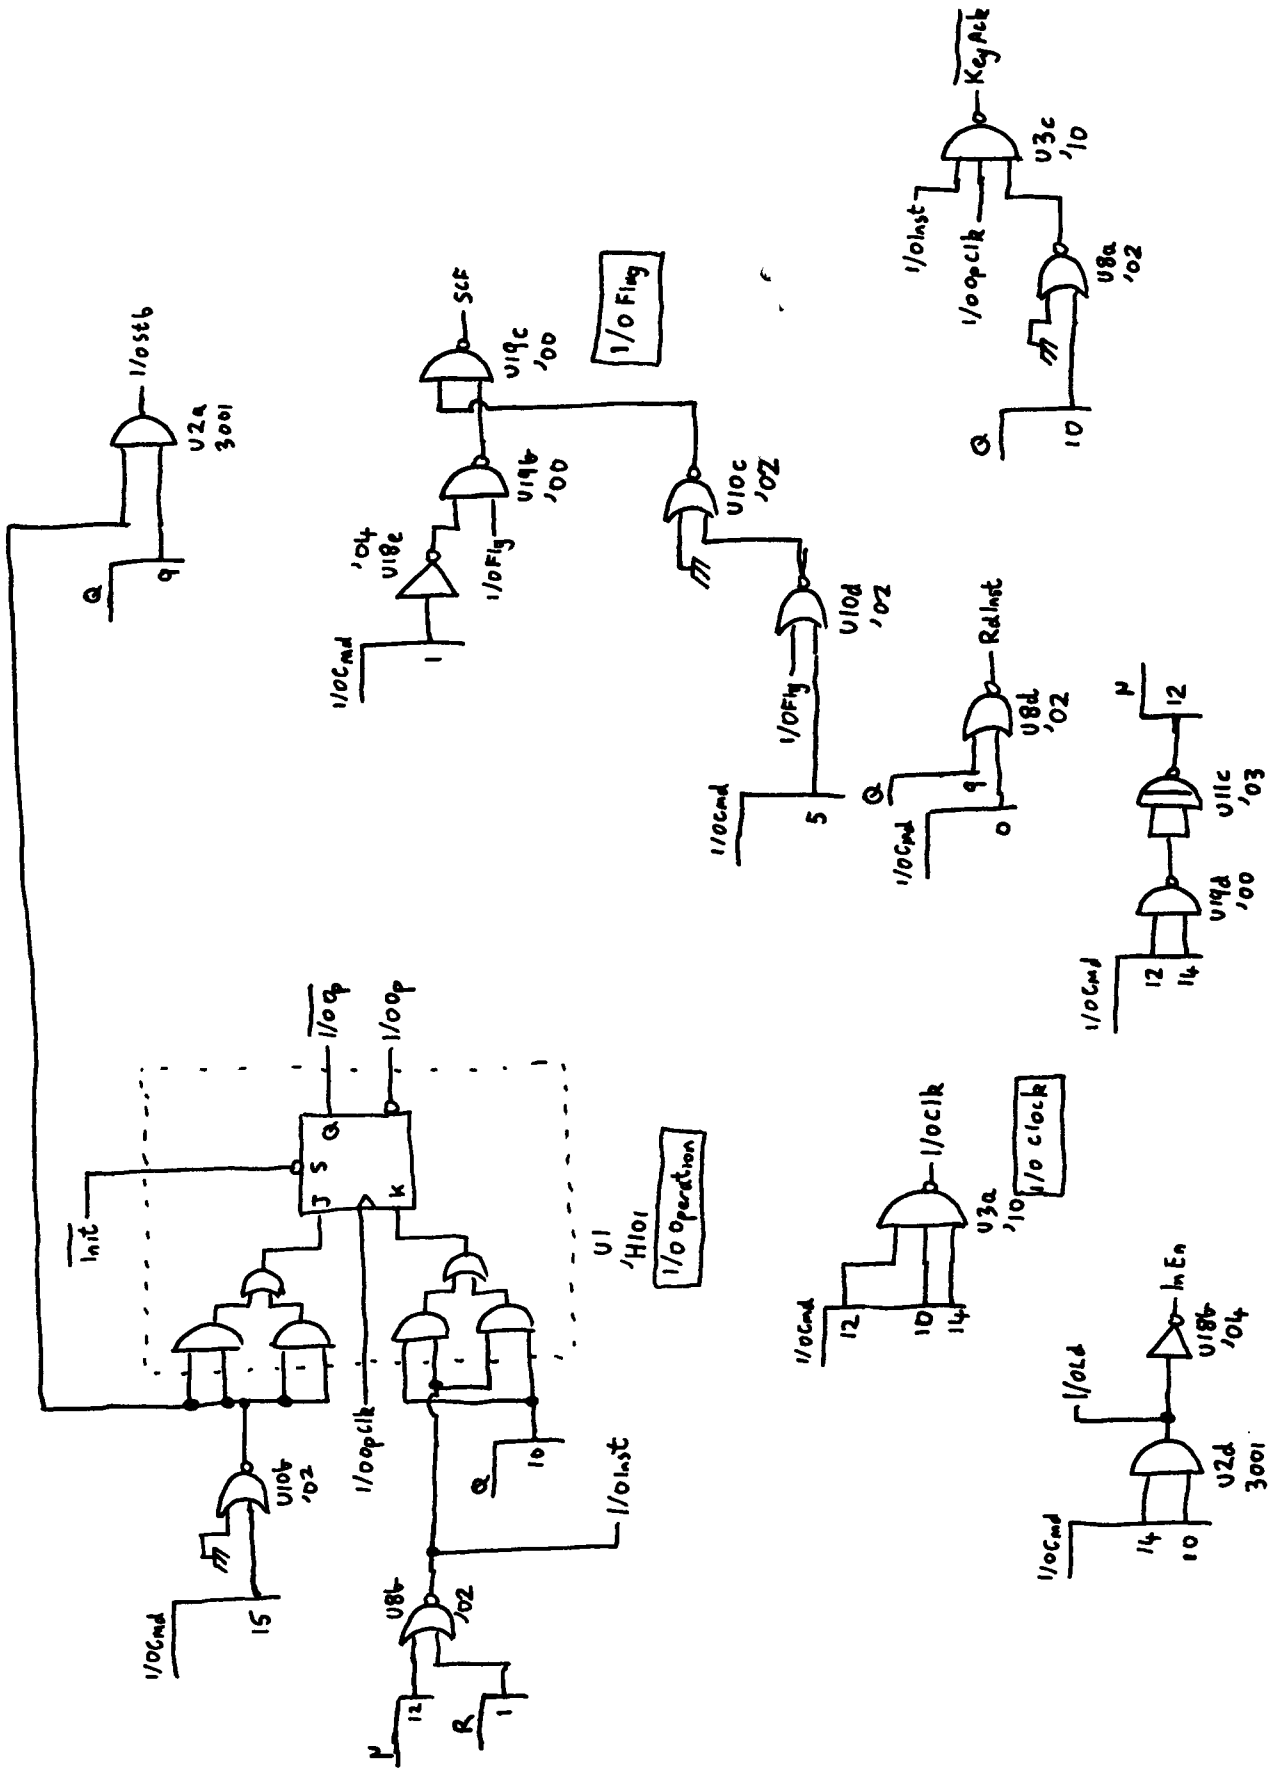 I/OCmd
15
U10b
'02
Init
Q
9
U2a
3001
I/OStb
μ
12
R
1
U8b
'02
I/OInst
I/OOpClk
Q
10
J
S
Q
K
I/OOp
I/OOp
U1
'H101
I/O Operation
I/OCmd
1
'04
U18e
I/OFlg
U19b
'00
U19c
'00
SCF
I/O Flag
I/OCmd
5
I/OFlg
U10d
'02
U10c
'02
I/OCmd
0
Q
9
U8d
'02
RdInst
Q
10
U8a
'02
I/OInst
I/OOpClk
U3c
'10
KeyAck
I/OCmd
12
10
14
U3a
'10
I/OClk
I/O Clock
I/OCmd
14
10
U2d
3001
I/OLd
U18b
'04
InEn
I/OCmd
12
14
U19d
'00
U11c
'03
μ
12